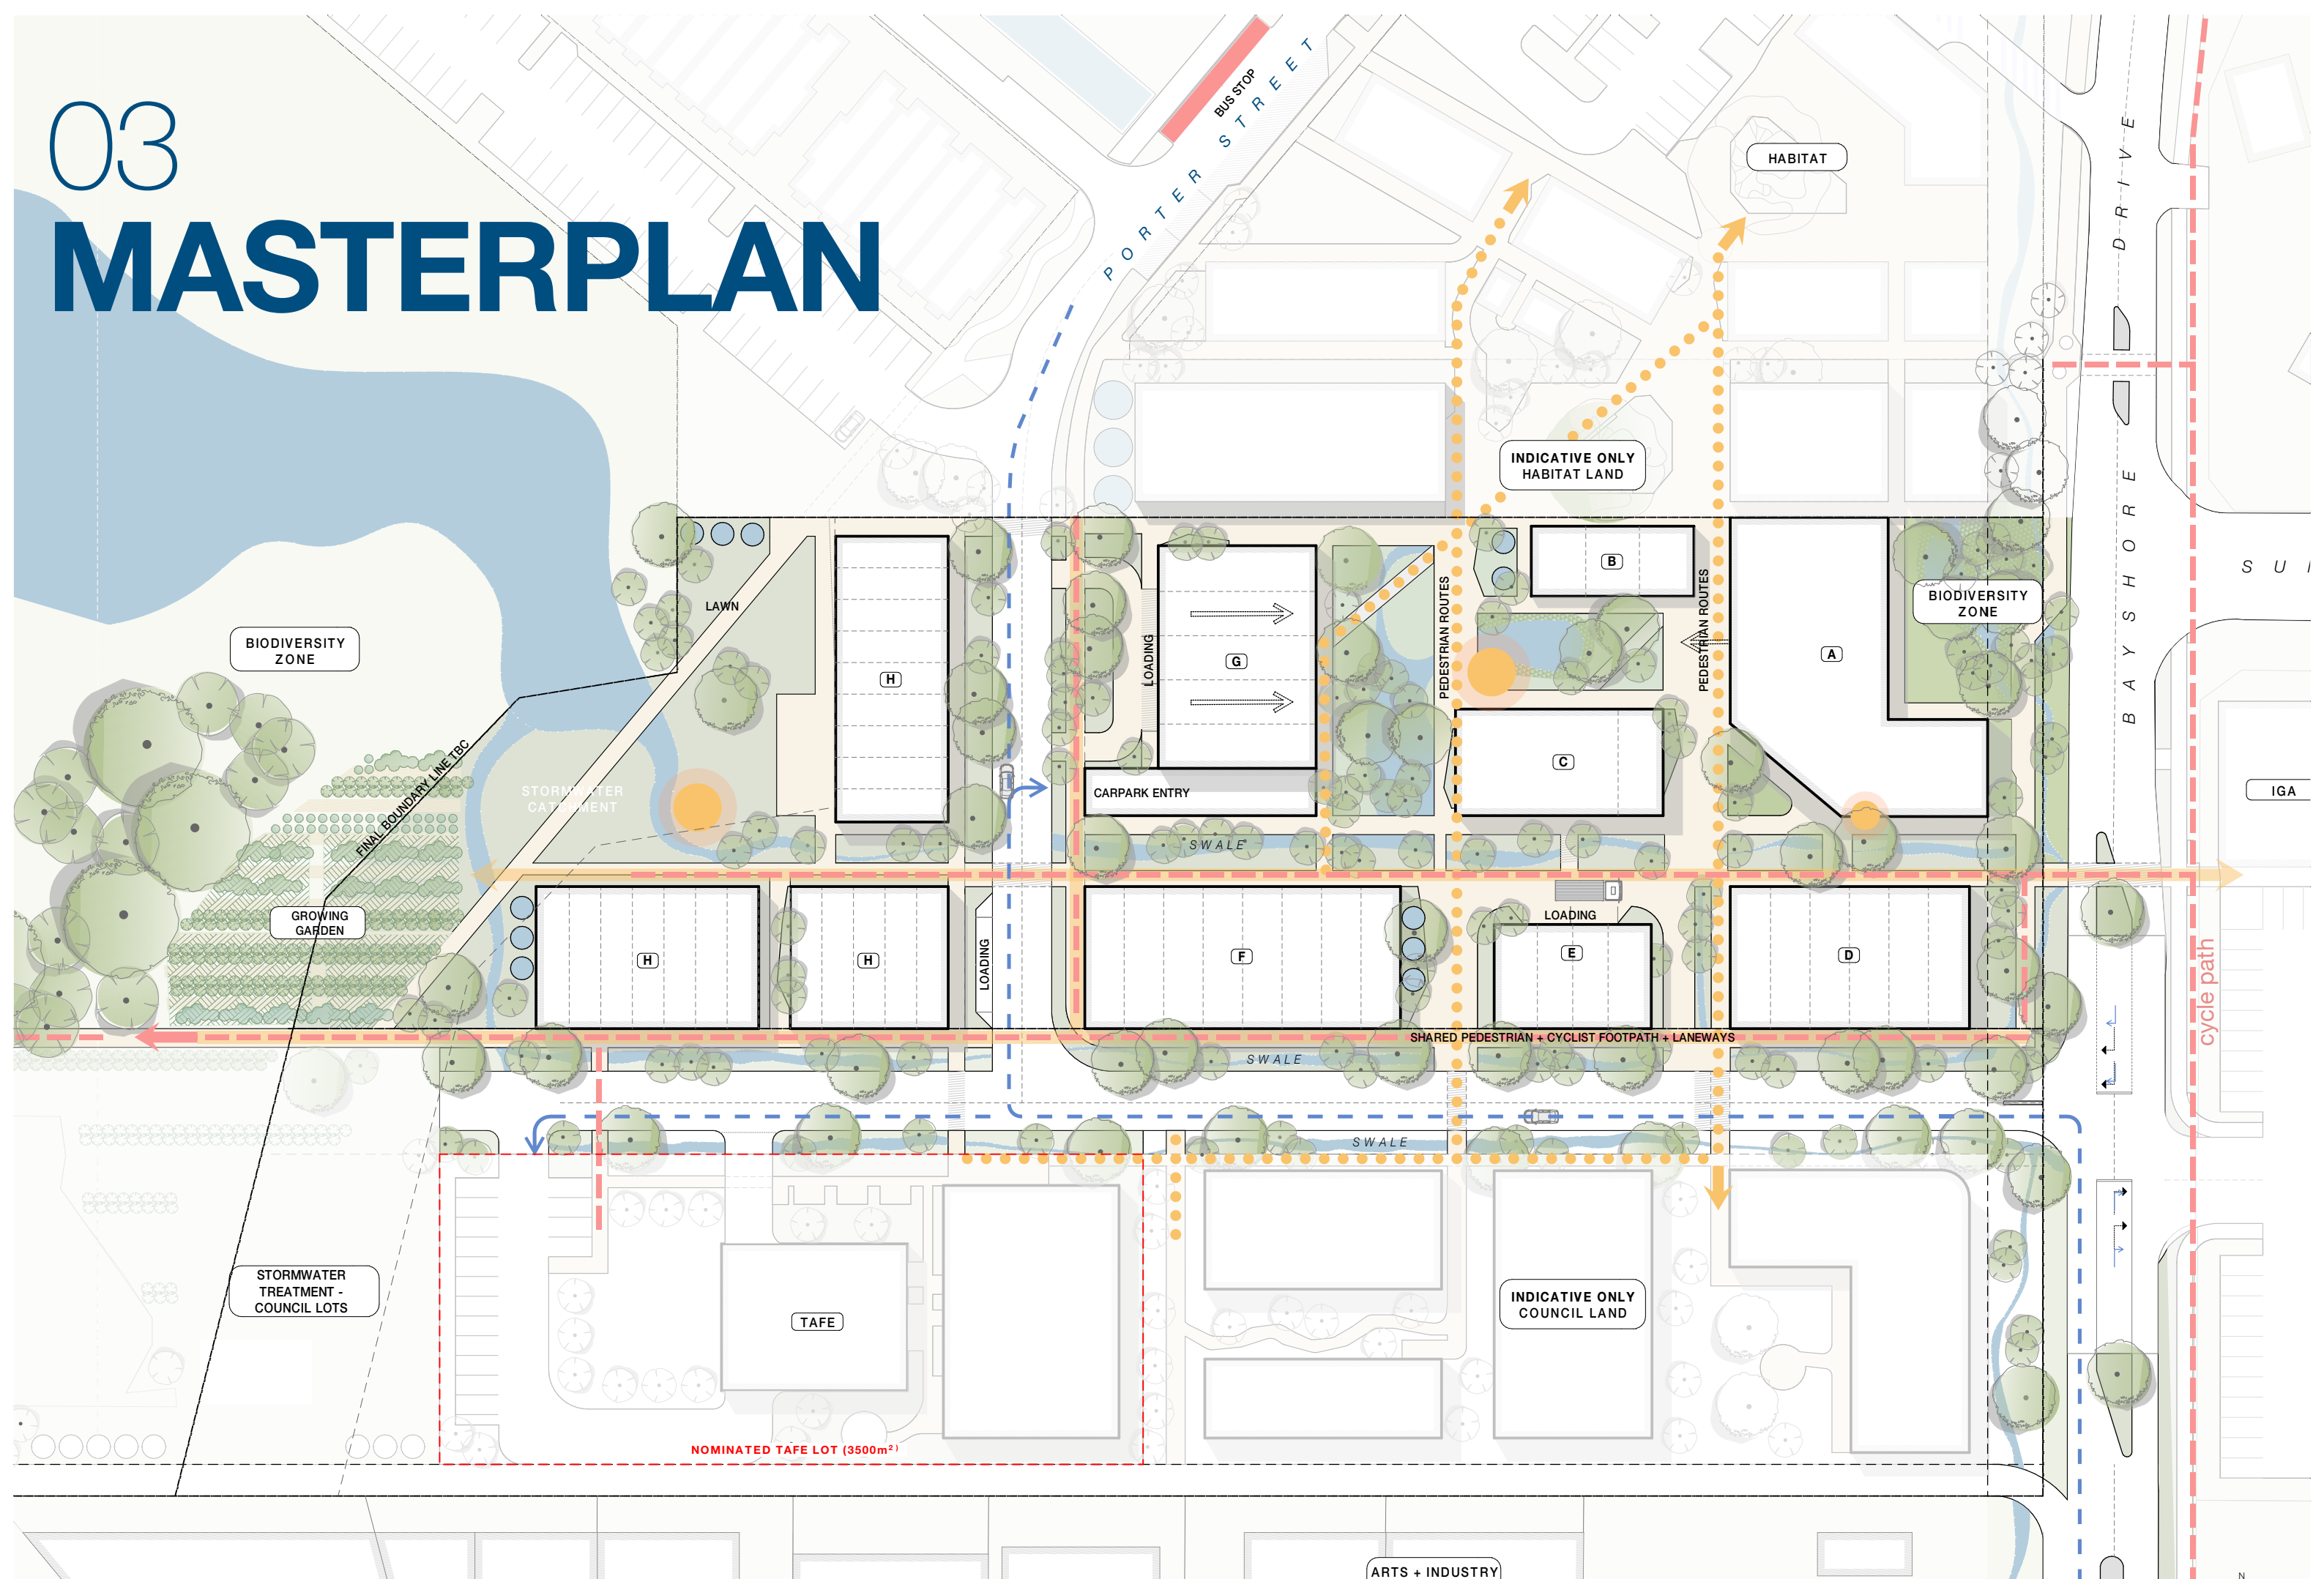 03
MASTERPLAN
BUS STOP
PORTER STREET
HABITAT
DRIVE
BAYSHORE
INDICATIVE ONLY
HABITAT LAND
BIODIVERSITY
ZONE
BIODIVERSITY
ZONE
LAWN
H
LOADING
G
PEDESTRIAN ROUTES
B
PEDESTRIAN ROUTES
A
C
CARPARK ENTRY
IGA
STORMWATER
CATCHMENT
FINAL BOUNDARY LINE TBC
SWALE
GROWING
GARDEN
H
H
LOADING
F
LOADING
E
D
cycle path
SHARED PEDESTRIAN + CYCLIST FOOTPATH + LANEWAYS
SWALE
SWALE
STORMWATER
TREATMENT -
COUNCIL LOTS
TAFE
INDICATIVE ONLY
COUNCIL LAND
NOMINATED TAFE LOT (3500m²)
ARTS + INDUSTRY